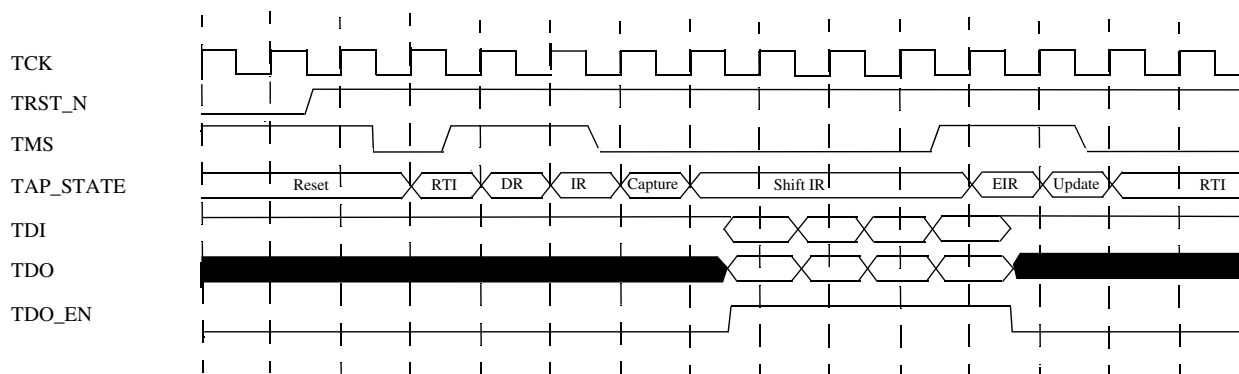 TCK
TRST_N
TMS
TAP_STATE Reset RTI DR IR Capture Shift IR EIR Update RTI
TDI
TDO
TDO_EN